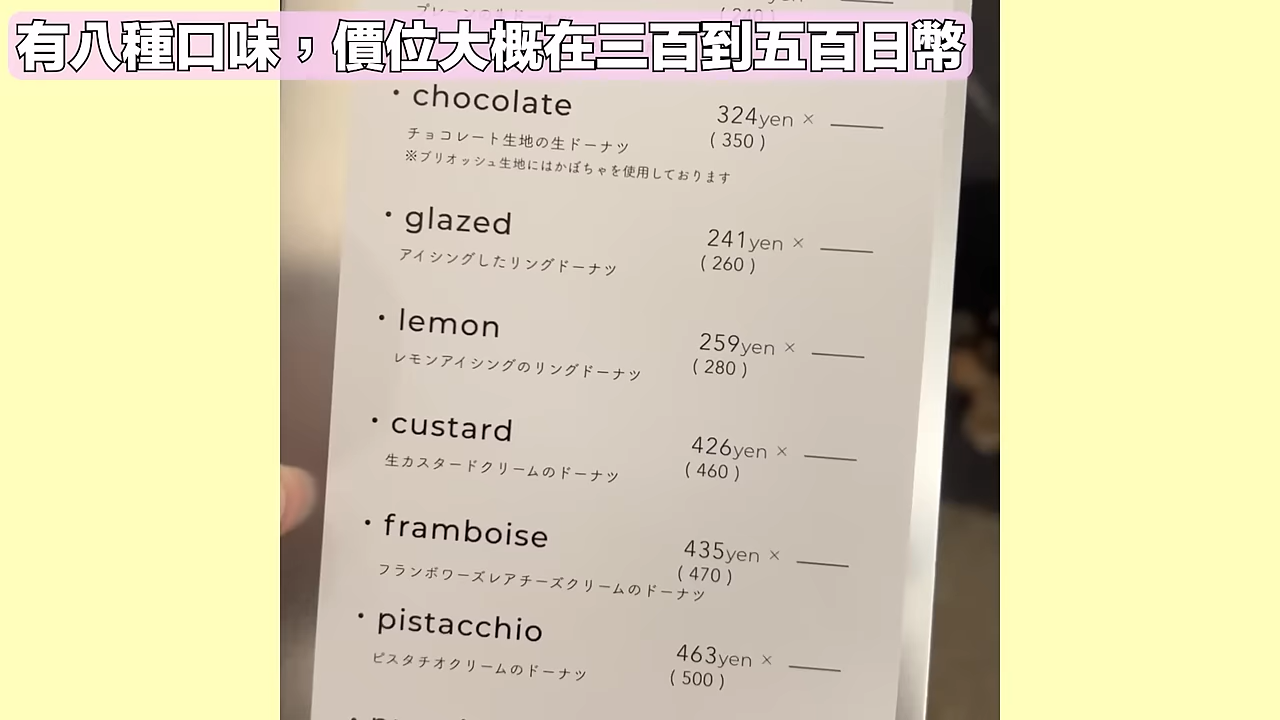 有八種口味，價位大概在三百到五百日幣
・chocolate
324yen ×
チョコレート生地の生ドーナツ
(350)
※ブリオッシュ生地にはかぼちゃを使用しております
・glazed
241yen ×
アイシングしたリングドーナツ
(260)
・lemon
259yen ×
レモンアイシングのリングドーナツ
(280)
・custard
426yen ×
生カスタードクリームのドーナツ
(460)
・framboise
435yen ×
フランボワーズレアチーズクリームのドーナツ
(470)
・pistacchio
463yen ×
ピスタチオクリームのドーナツ
(500)